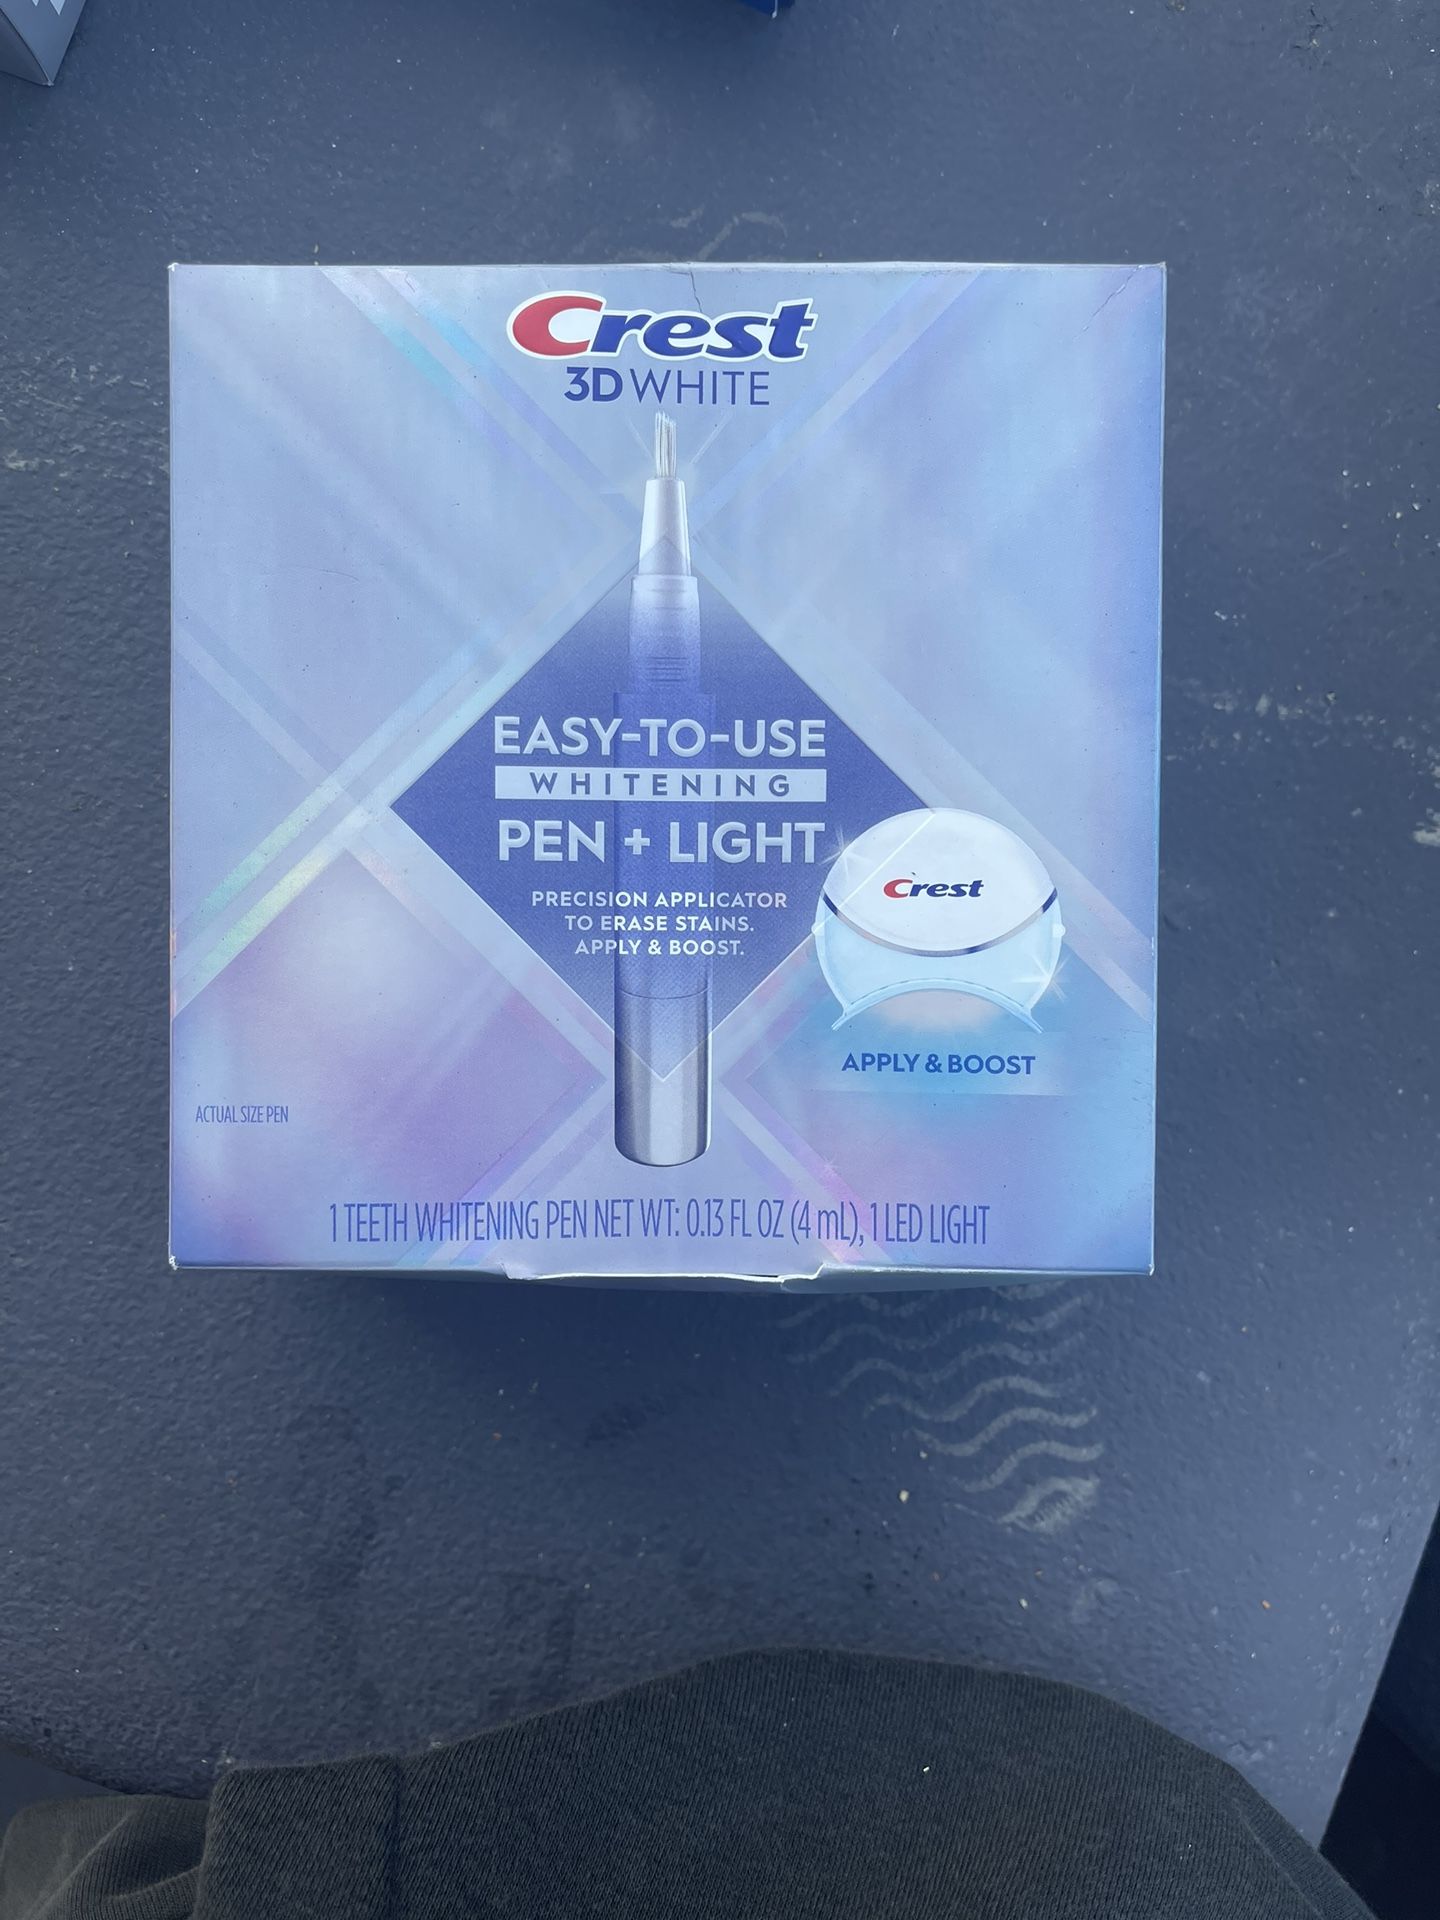 Crest
3D WHITE
EASY-TO-USE
WHITENING
PEN + LIGHT
PRECISION APPLICATOR
TO ERASE STAINS.
APPLY & BOOST.
Crest
APPLY & BOOST
ACTUAL SIZE PEN
1 TEETH WHITENING PEN NET WT: 0.13 FL OZ (4 mL), 1 LED LIGHT